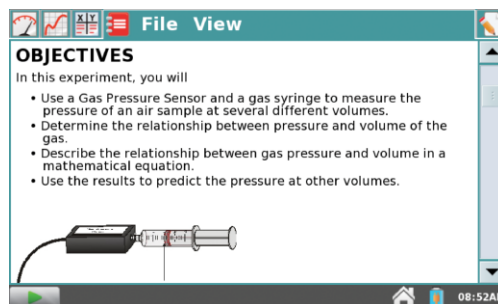 X Y
File View
OBJECTIVES
In this experiment, you will
• Use a Gas Pressure Sensor and a gas syringe to measure the
pressure of an air sample at several different volumes.
• Determine the relationship between pressure and volume of the
gas.
• Describe the relationship between gas pressure and volume in a
mathematical equation.
• Use the results to predict the pressure at other volumes.
08:52A